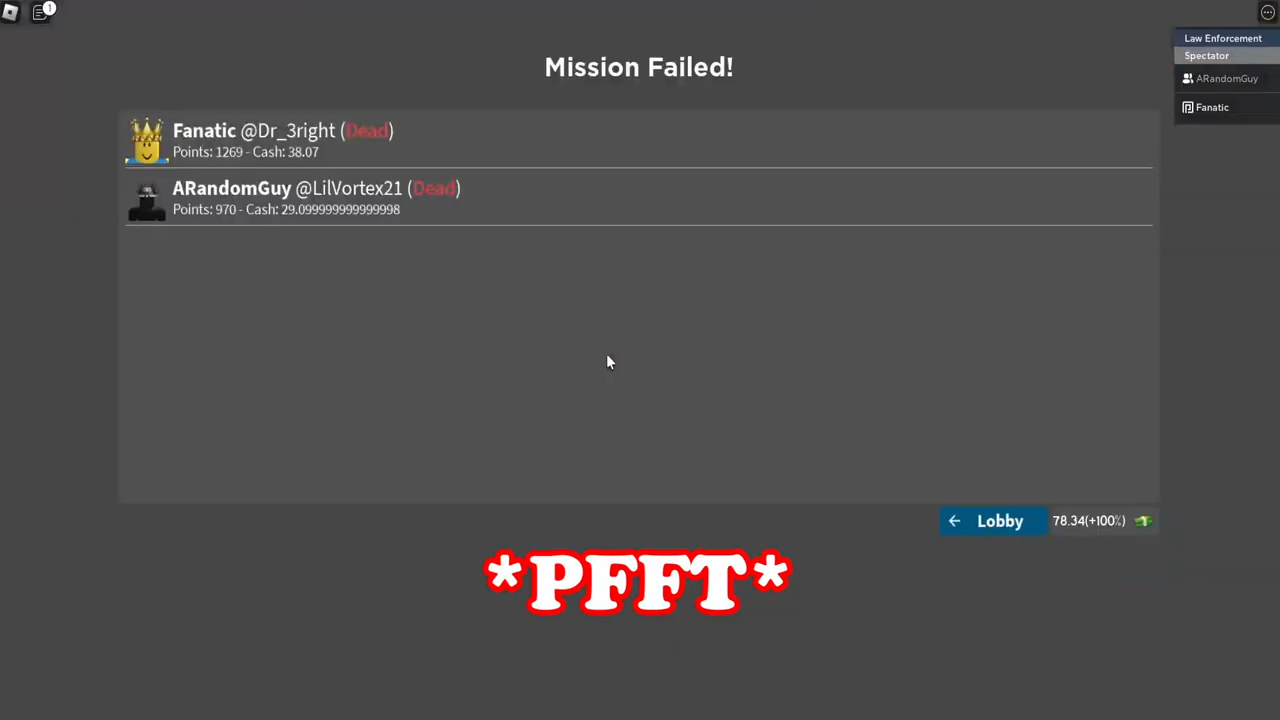 1
Law Enforcement
Spectator
ARandomGuy
Fanatic
Mission Failed!
Fanatic @Dr_3right (Dead)
Points: 1269 - Cash: 38.07
ARandomGuy @LilVortex21 (Dead)
Points: 970 - Cash: 29.099999999999998
Lobby
78.34(+100%)
*PFFT*